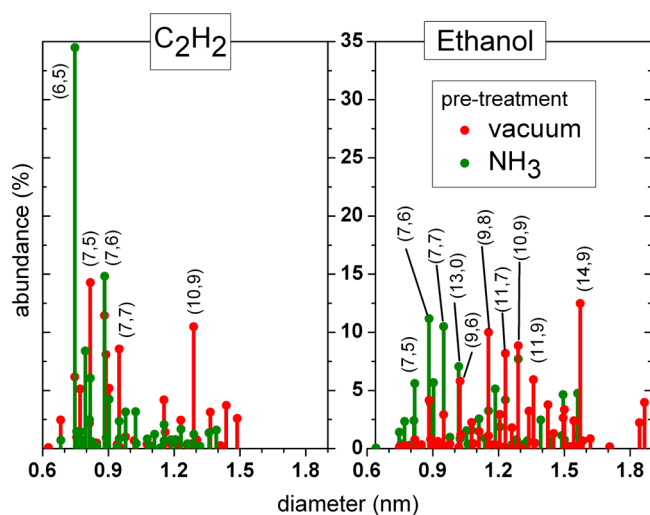 C2H2
Ethanol
35
30
25
20
15
10
5
0
abundance (%)
pre-treatment
vacuum
NH3
(6,5)
(7,5)
(7,6)
(7,7)
(10,9)
(7,5)
(7,6)
(7,7)
(13,0)
(9,6)
(9,8)
(11,7)
(10,9)
(11,9)
(14,9)
0.6 0.9 1.2 1.5 1.8
0.6 0.9 1.2 1.5 1.8
diameter (nm)